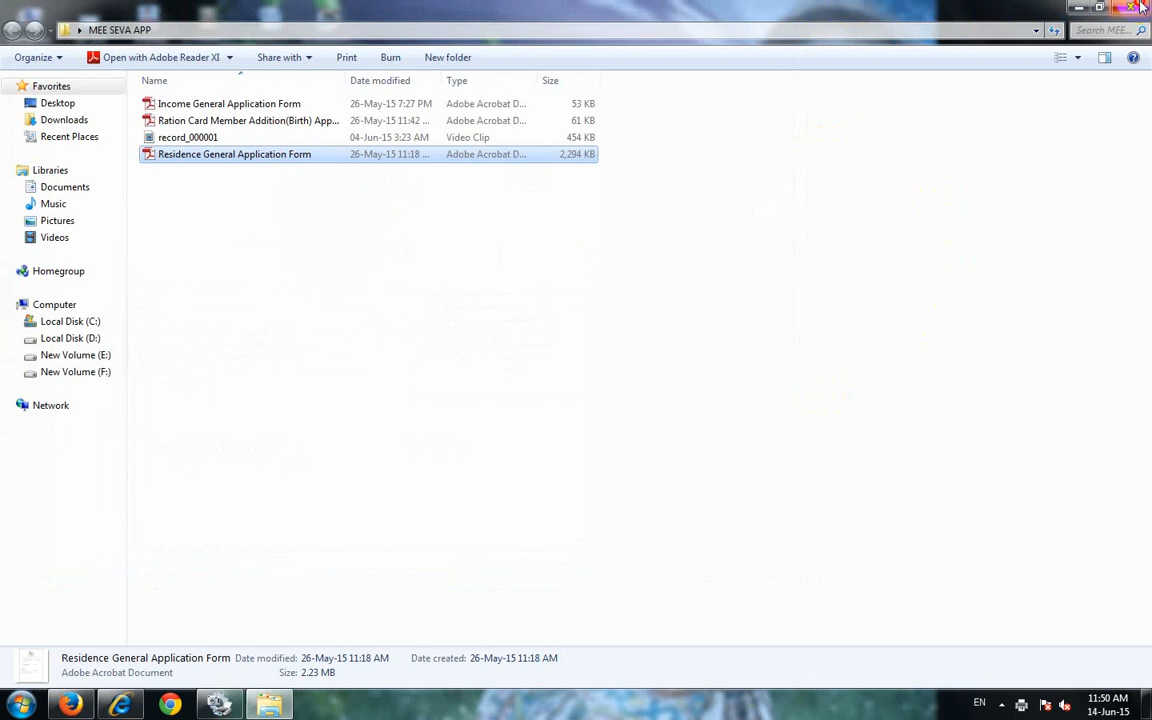 MEE SEVA APP
Search MEE...
Organize Open with Adobe Reader XI Share with Print Burn New folder
Name Date modified Type Size
Favorites
Desktop
Downloads
Recent Places
Libraries
Documents
Music
Pictures
Videos
Homegroup
Computer
Local Disk (C:)
Local Disk (D:)
New Volume (E:)
New Volume (F:)
Network
Income General Application Form 26-May-15 7:27 PM Adobe Acrobat D... 53 KB
Ration Card Member Addition(Birth) App... 26-May-15 11:42 ... Adobe Acrobat D... 61 KB
record_000001 04-Jun-15 3:23 AM Video Clip 454 KB
Residence General Application Form 26-May-15 11:18 ... Adobe Acrobat D... 2,294 KB
Residence General Application Form Date modified: 26-May-15 11:18 AM Date created: 26-May-15 11:18 AM
Adobe Acrobat Document Size: 2.23 MB
EN
11:50 AM
14-Jun-15